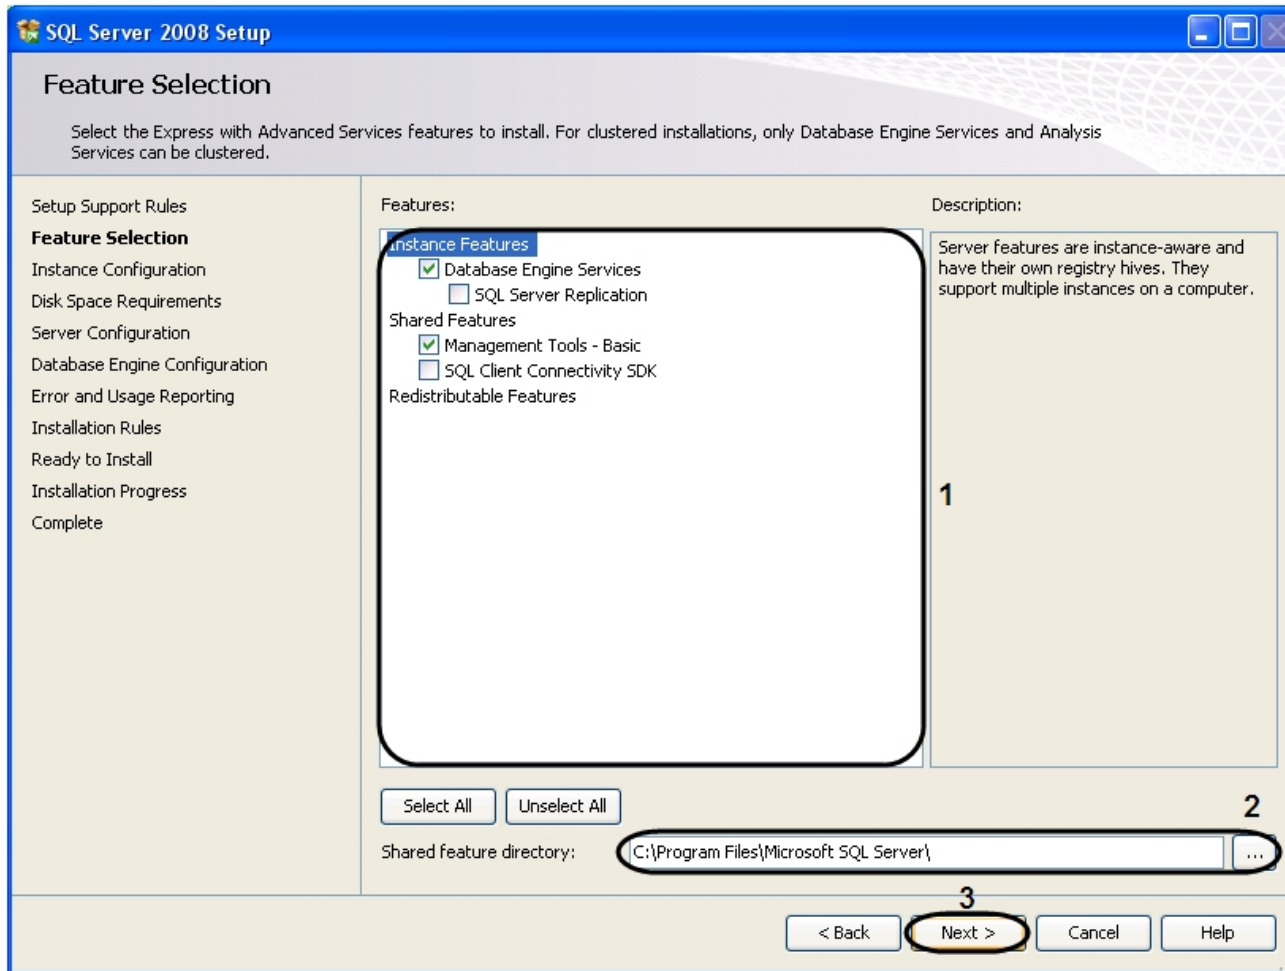 SQL Server 2008 Setup
Feature Selection
Select the Express with Advanced Services features to install. For clustered installations, only Database Engine Services and Analysis
Services can be clustered.
Setup Support Rules
Feature Selection
Instance Configuration
Disk Space Requirements
Server Configuration
Database Engine Configuration
Error and Usage Reporting
Installation Rules
Ready to Install
Installation Progress
Complete
Features:
Instance Features
Database Engine Services
SQL Server Replication
Shared Features
Management Tools - Basic
SQL Client Connectivity SDK
Redistributable Features
Description:
Server features are instance-aware and
have their own registry hives. They
support multiple instances on a computer.
1
Select All
Unselect All
2
Shared feature directory:
C:\Program Files\Microsoft SQL Server\
...
3
< Back
Next >
Cancel
Help